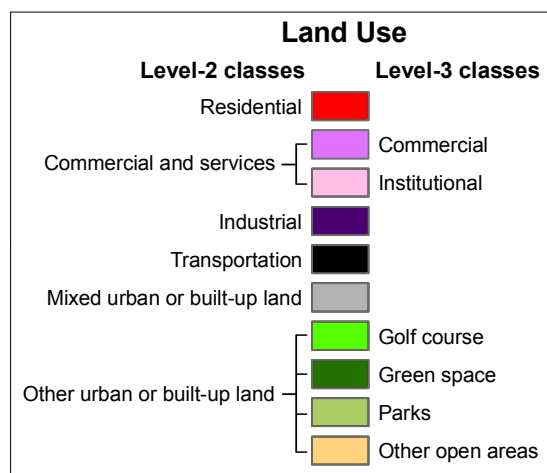 Land Use
Level-2 classes Level-3 classes
Residential
Commercial and services
Commercial
Institutional
Industrial
Transportation
Mixed urban or built-up land
Other urban or built-up land
Golf course
Green space
Parks
Other open areas